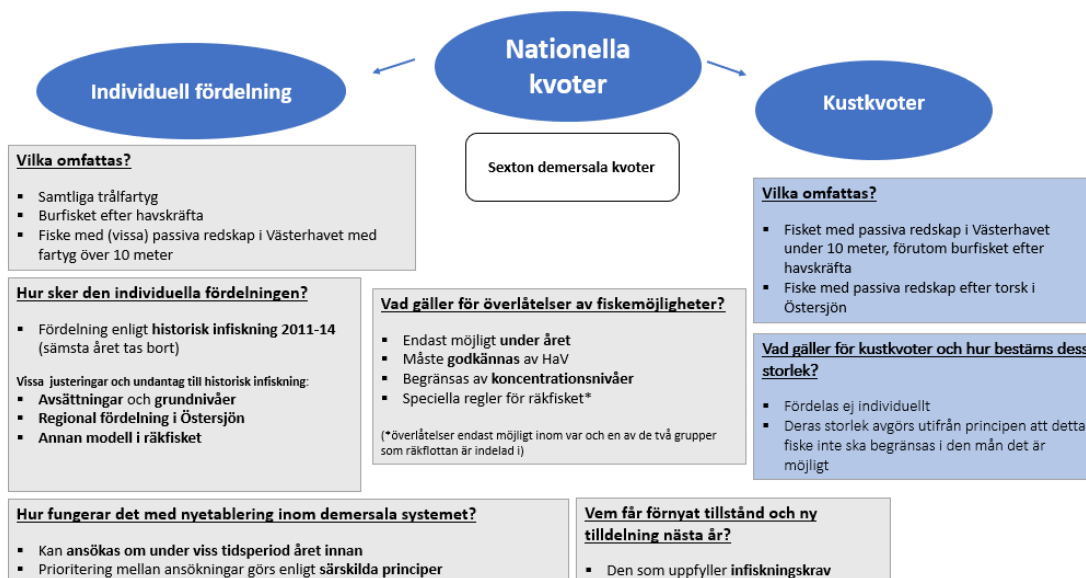 Nationella
kvoter
Individuell fördelning
Kustkvoter
Sexton demersala kvoter
Vilka omfattas?
▪ Samtliga trålfartyg
▪ Burfisket efter havskräfta
▪ Fiske med (vissa) passiva redskap i Västerhavet med
fartyg över 10 meter
Hur sker den individuella fördelningen?
▪ Fördelning enligt historisk infiskning 2011-14
(sämsta året tas bort)
Vissa justeringar och undantag till historisk infiskning:
▪ Avsättningar och grundnivåer
▪ Regional fördelning i Östersjön
▪ Annan modell i räkfisket
Vad gäller för överlåtelser av fiskemöjligheter?
▪ Endast möjligt under året
▪ Måste godkännas av HaV
▪ Begränsas av koncentrationsnivåer
▪ Speciella regler för räkfisket*
(*överlåtelser endast möjligt inom var och en av de två grupper
som räkflottan är indelad i)
Vilka omfattas?
▪ Fisket med passiva redskap i Västerhavet
under 10 meter, förutom burfisket efter
havskräfta
▪ Fiske med passiva redskap efter torsk i
Östersjön
Vad gäller för kustkvoter och hur bestäms dess
storlek?
▪ Fördelas ej individuellt
▪ Deras storlek avgörs utifrån principen att detta
fiske inte ska begränsas i den mån det är
möjligt
Hur fungerar det med nyetablering inom demersala systemet?
▪ Kan ansökas om under viss tidsperiod året innan
▪ Prioritering mellan ansökningar görs enligt särskilda principer
Vem får förnyat tillstånd och ny
tilldelning nästa år?
▪ Den som uppfyller infiskningskrav